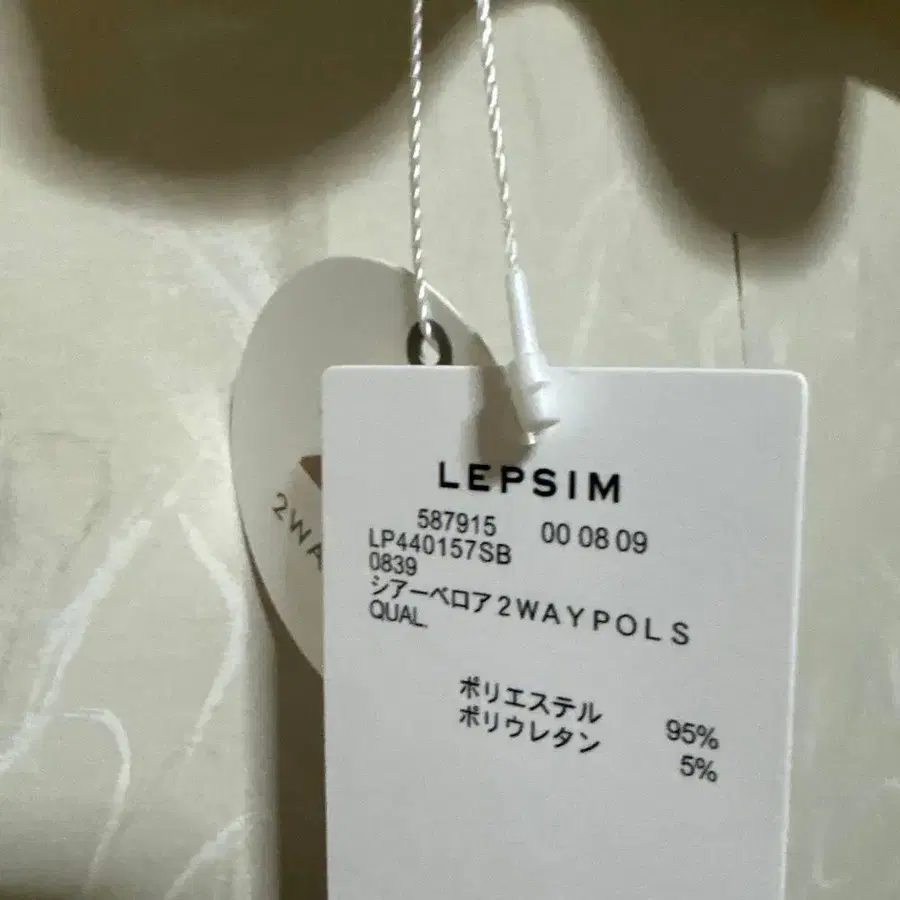 LEPSIM
587915 00 08 09
LP440157SB
0839
シアーベロア2WAYPOLS
QUAL.
ポリエステル 95%
ポリウレタン 5%
2WA